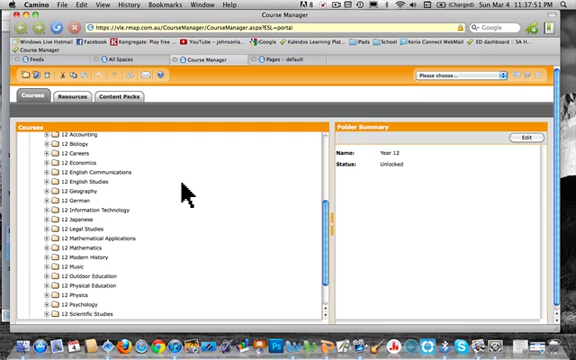 Camino File Edit View History Bookmarks Window Help
(Charged) Sun Mar 4 11:37:51 PM
Course Manager
https://vle.rmap.com.au/CourseManager/CourseManager.aspx?ESL=portal
Google
Windows Live Hotmail Facebook Kongregate: Play free... YouTube - johnsonla... iGoogle Kaleidos Planning Pla... iPads School Kerio Connect WebMail ED dashboard :: SA...
Course Manager
Feeds All Spaces Course Manager Pages - default
Please choose...
Courses Resources Content Packs
Courses
12 Accounting
12 Biology
12 Careers
12 Economics
12 English Communications
12 English Studies
12 Geography
12 German
12 Information Technology
12 Japanese
12 Legal Studies
12 Mathematical Applications
12 Mathematics
12 Modern History
12 Music
12 Outdoor Education
12 Physical Education
12 Physics
12 Psychology
12 Scientific Studies
Folder Summary
Edit
Name: Year 12
Status: Unlocked